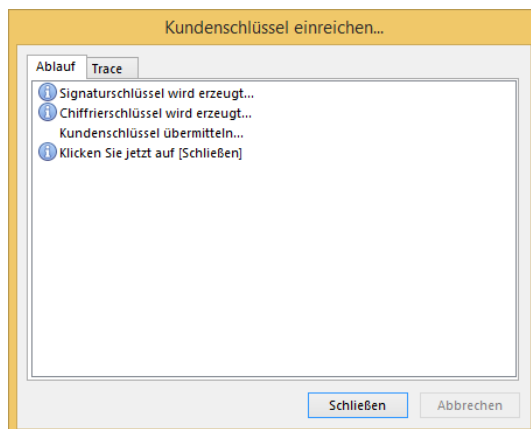 Kundenschlüssel einreichen...
Ablauf Trace
Signaturschlüssel wird erzeugt...
Chiffrierschlüssel wird erzeugt...
Kundenschlüssel übermitteln...
Klicken Sie jetzt auf [Schließen]
Schließen Abbrechen